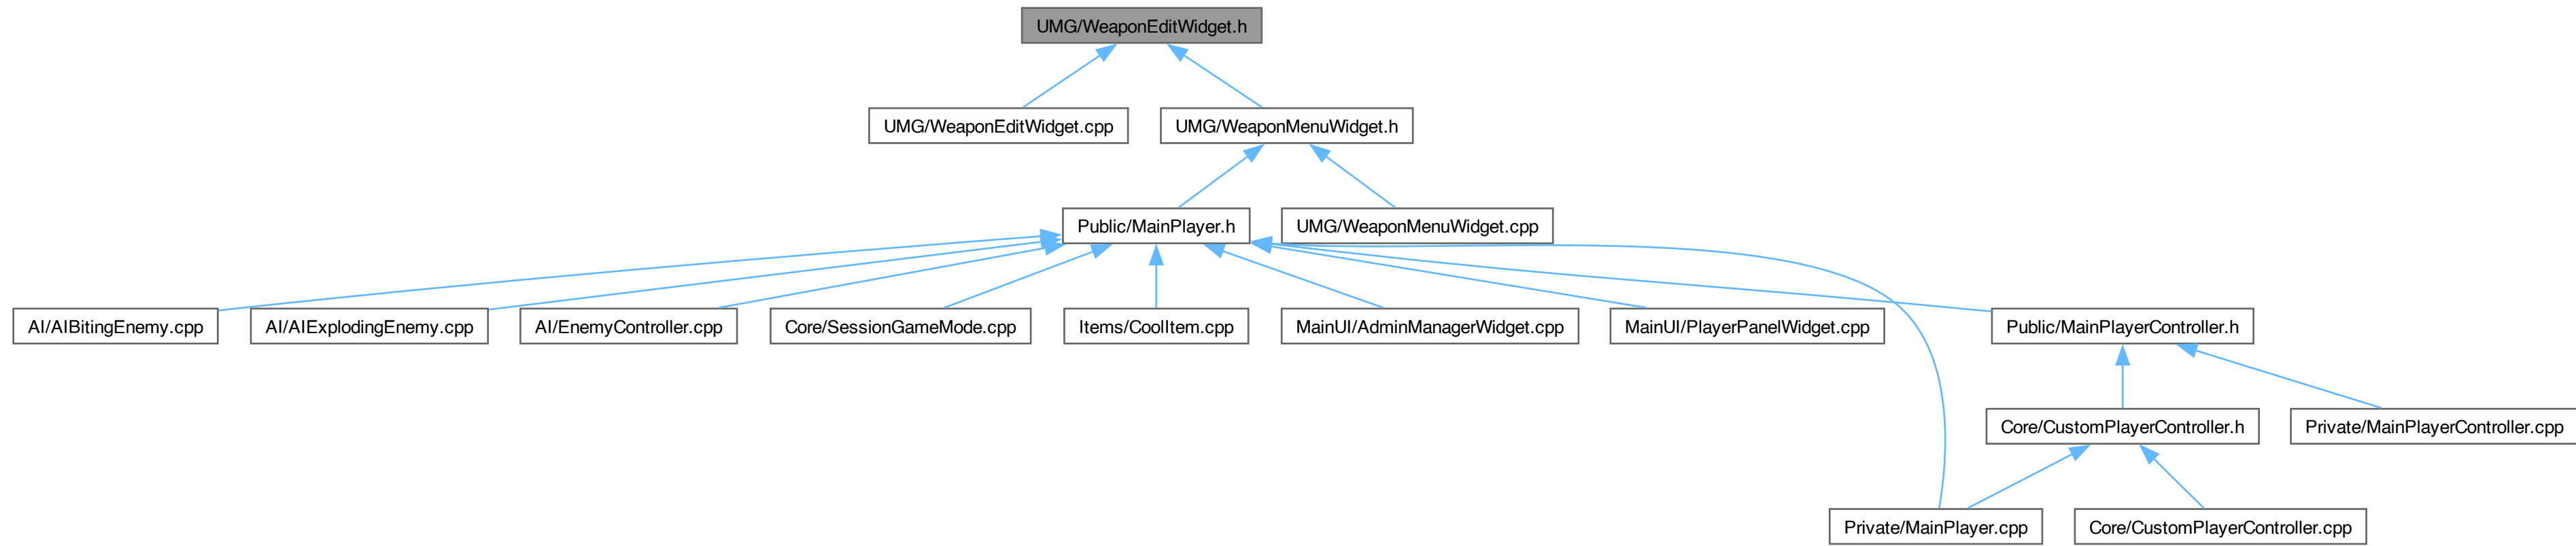 UMG/WeaponEditWidget.h
UMG/WeaponEditWidget.cpp
UMG/WeaponMenuWidget.h
Public/MainPlayer.h
UMG/WeaponMenuWidget.cpp
AI/AIBitingEnemy.cpp
AI/AIExplodingEnemy.cpp
AI/EnemyController.cpp
Core/SessionGameMode.cpp
Items/CoolItem.cpp
MainUI/AdminManagerWidget.cpp
MainUI/PlayerPanelWidget.cpp
Public/MainPlayerController.h
Core/CustomPlayerController.h
Private/MainPlayerController.cpp
Private/MainPlayer.cpp
Core/CustomPlayerController.cpp